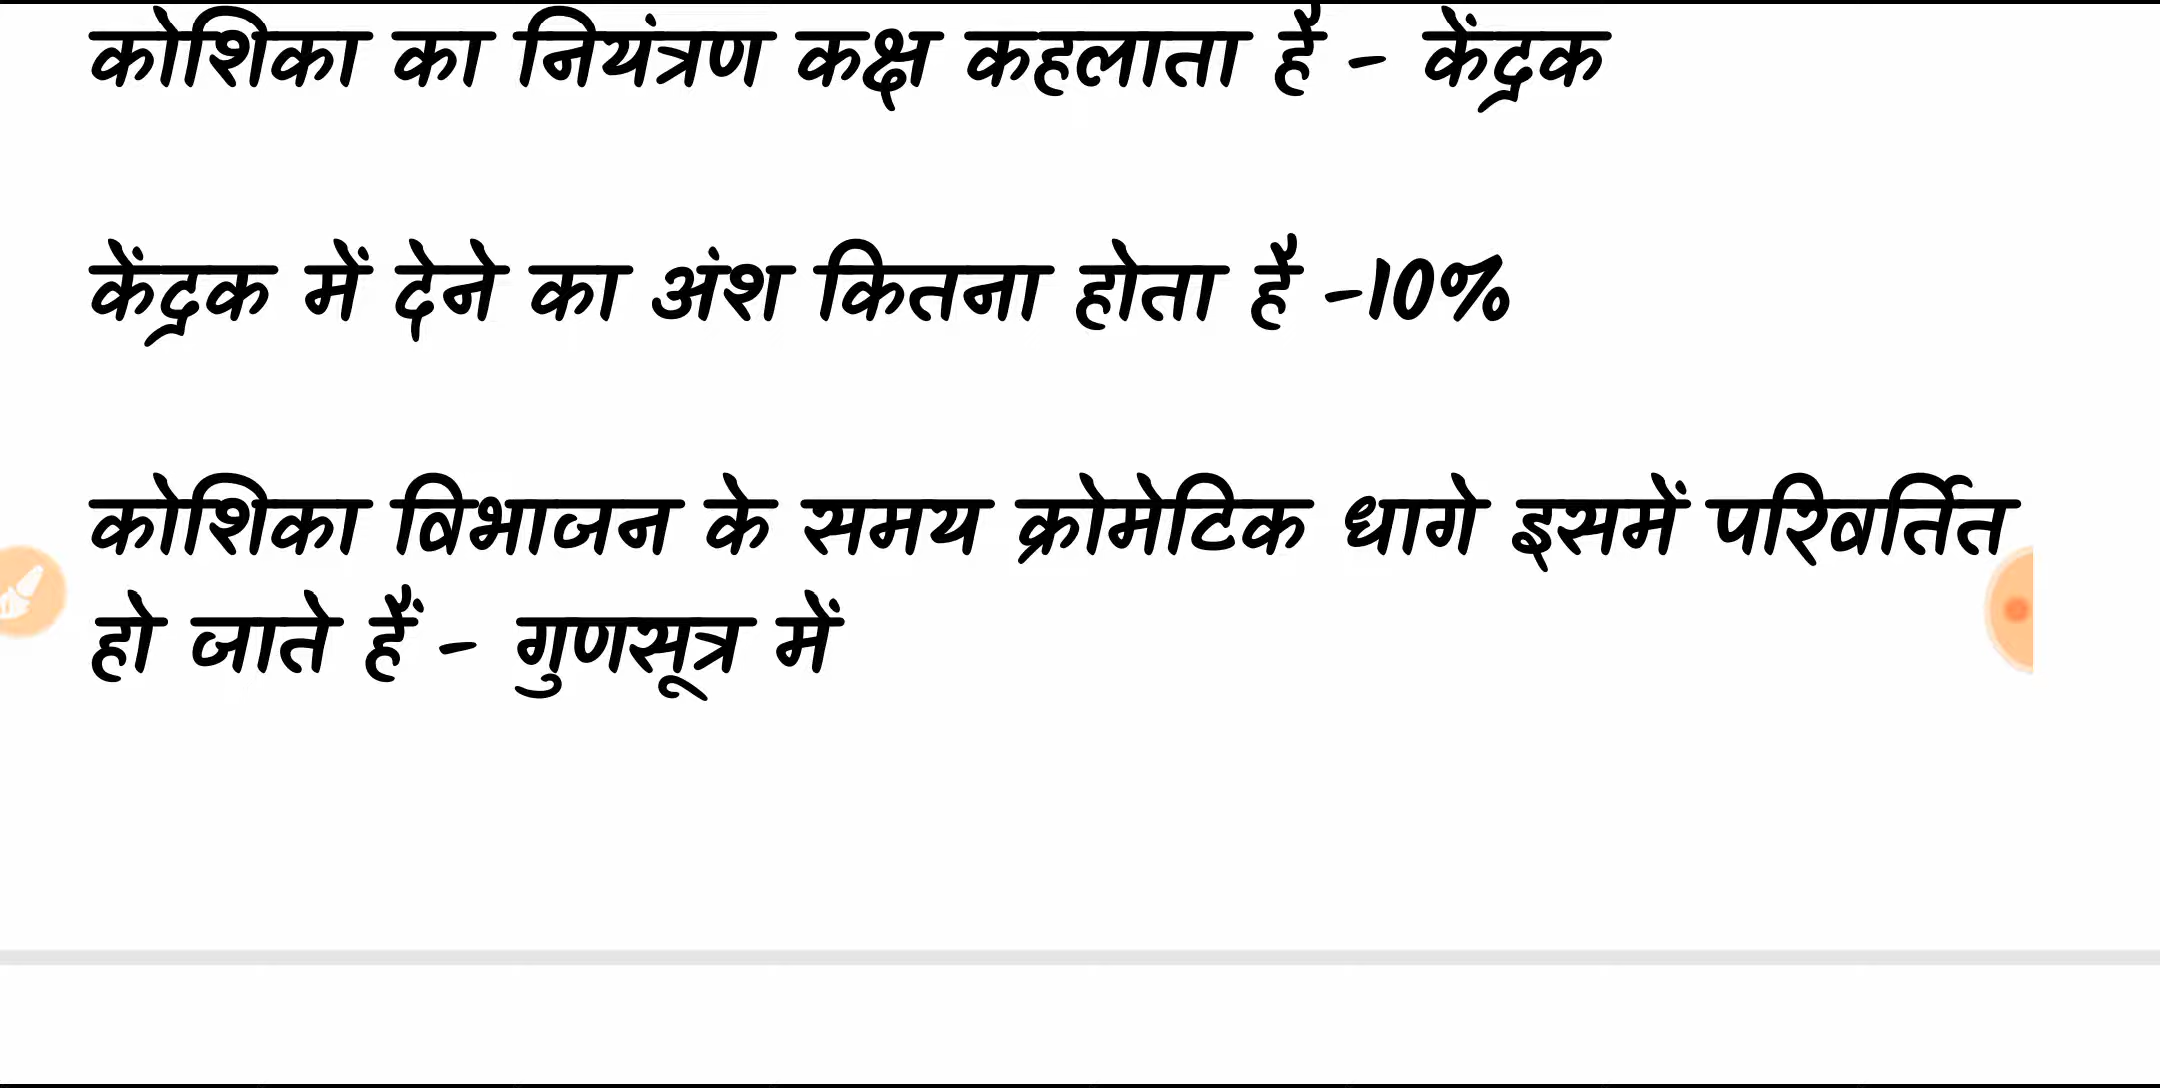 कोशिका का नियंत्रण कक्ष कहलाता है - केंद्रक
केंद्रक में देने का अंश कितना होता है -10%
कोशिका विभाजन के समय क्रोमेटिक धागे इसमें परिवर्तित
हो जाते हैं - गुणसूत्र में